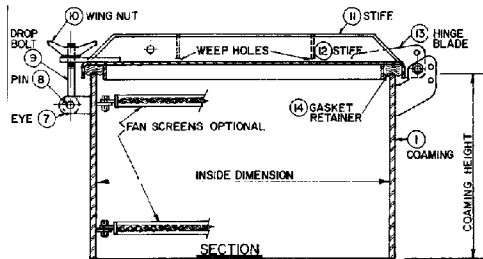 10 WING NUT
11 STIFF
DROP
BOLT
9
WEEP HOLES
12 STIFF
13 HINGE
BLADE
PIN 8
EYE 7
14 GASKET
RETAINER
FAN SCREENS OPTIONAL
1
COAMING
INSIDE DIMENSION
COAMING HEIGHT
SECTION